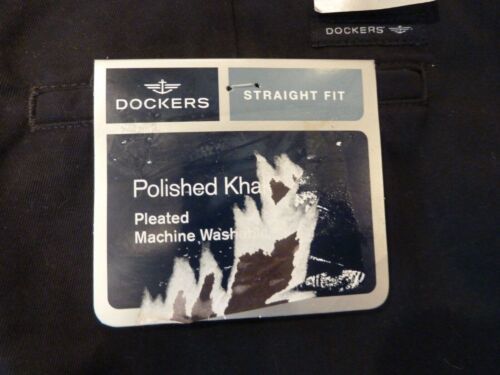 DOCKERS
DOCKERS
STRAIGHT FIT
Polished Kha
Pleated
Machine Washa